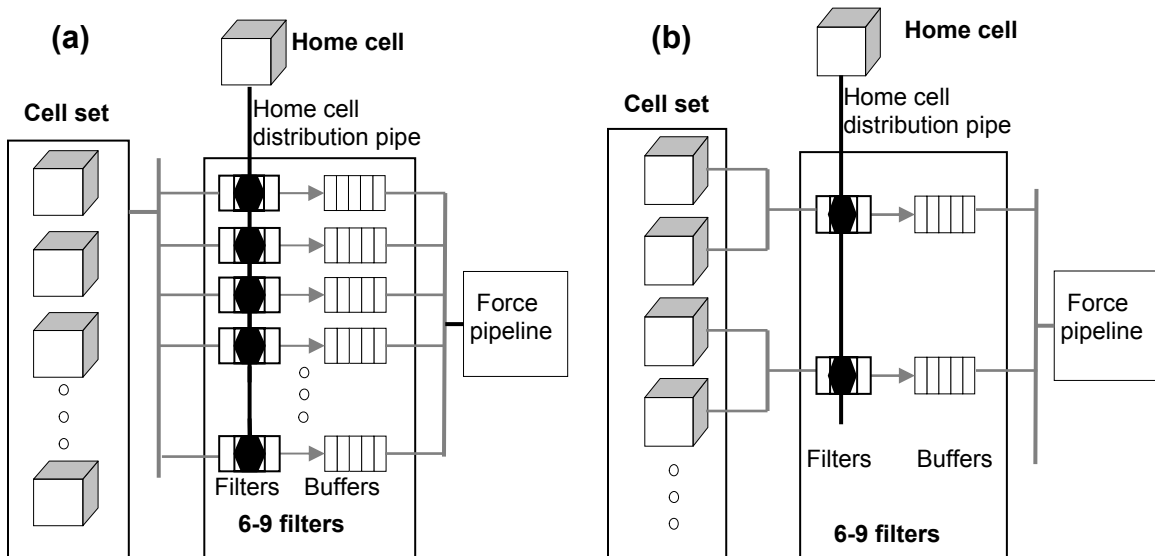 (a)
Home cell
Cell set
Home cell
distribution pipe
Force
pipeline
Filters
Buffers
6-9 filters
(b)
Home cell
Cell set
Home cell
distribution pipe
Force
pipeline
Filters
Buffers
6-9 filters